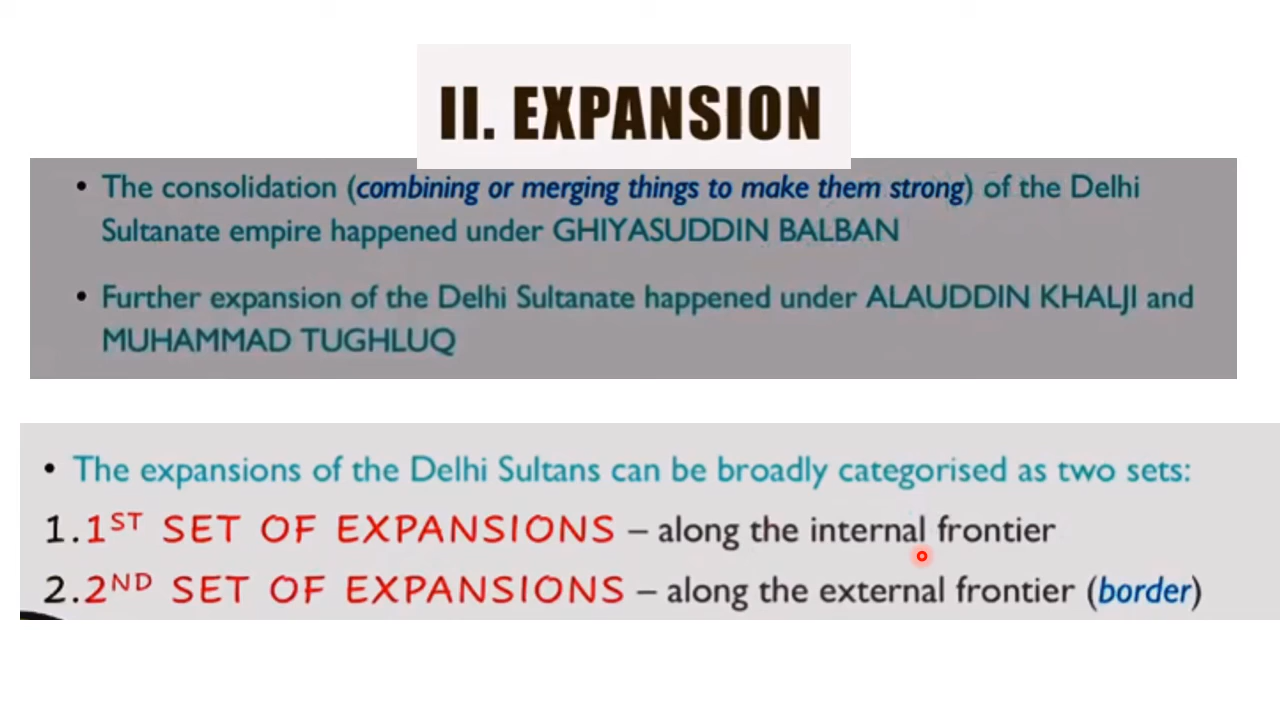 II. EXPANSION
• The consolidation (combining or merging things to make them strong) of the Delhi
Sultanate empire happened under GHIYASUDDIN BALBAN
• Further expansion of the Delhi Sultanate happened under ALAUDDIN KHALJI and
MUHAMMAD TUGHLUQ
• The expansions of the Delhi Sultans can be broadly categorised as two sets:
1.1ST SET OF EXPANSIONS – along the internal frontier
2.2ND SET OF EXPANSIONS – along the external frontier (border)